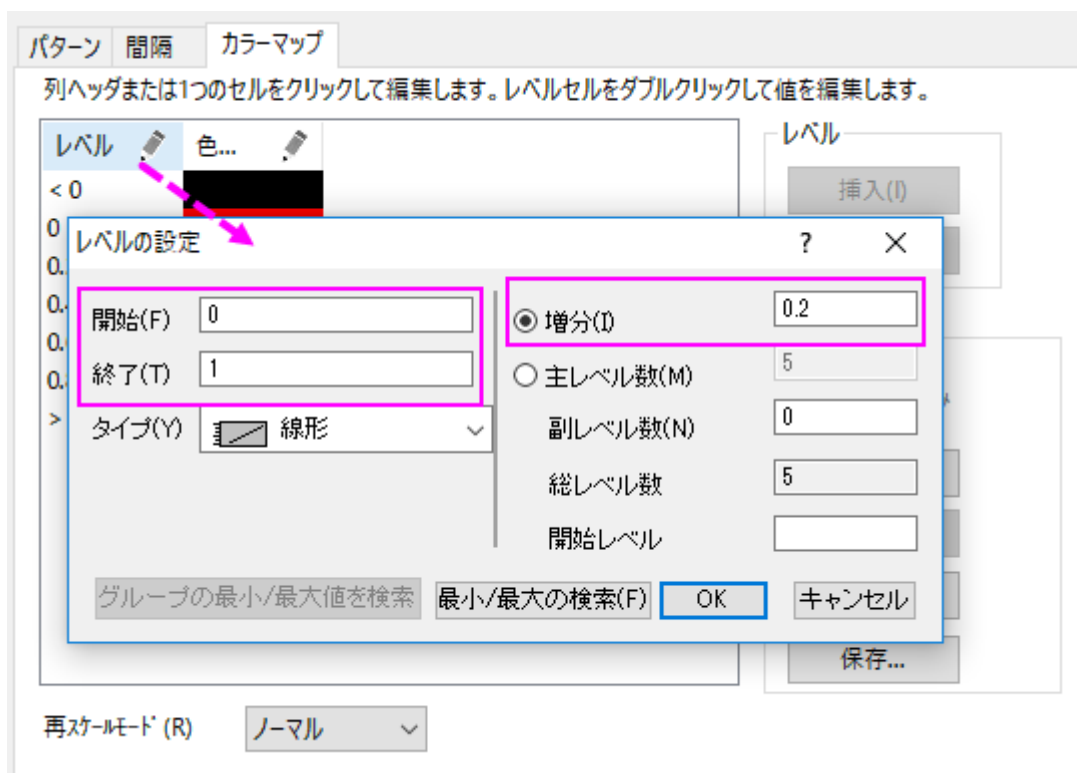 パターン 間隔 カラーマップ
列ヘッダまたは1つのセルをクリックして編集します。レベルセルをダブルクリックして値を編集します。
レベル 色...
レベル
< 0
挿入(I)
0
レベルの設定 ?
0.
0.4
開始(F) 0
増分(I) 0.2
0.
終了(T) 1
主レベル数(M) 5
0.
>
タイプ(Y) 線形
副レベル数(N) 0
総レベル数 5
開始レベル
グループの最小/最大値を検索 最小/最大の検索(F) OK キャンセル
保存...
再スケールモード(R) ノーマル